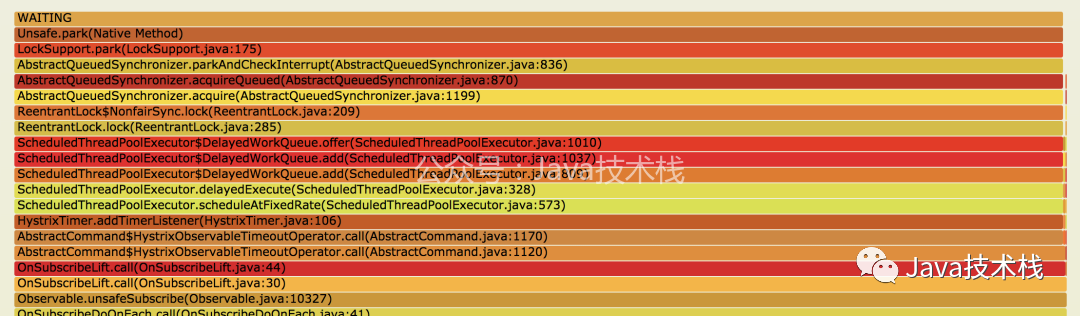 WAITING
Unsafe.park(Native Method)
LockSupport.park(LockSupport.java:175)
AbstractQueuedSynchronizer.parkAndCheckInterrupt(AbstractQueuedSynchronizer.java:836)
AbstractQueuedSynchronizer.acquireQueued(AbstractQueuedSynchronizer.java:870)
AbstractQueuedSynchronizer.acquire(AbstractQueuedSynchronizer.java:1199)
ReentrantLock$NonfairSync.lock(ReentrantLock.java:209)
ReentrantLock.lock(ReentrantLock.java:285)
ScheduledThreadPoolExecutor$DelayedWorkQueue.offer(ScheduledThreadPoolExecutor.java:1010)
ScheduledThreadPoolExecutor$DelayedWorkQueue.add(ScheduledThreadPoolExecutor.java:1037)
公众号：Java技术栈
ScheduledThreadPoolExecutor$DelayedWorkQueue.add(ScheduledThreadPoolExecutor.java:809)
ScheduledThreadPoolExecutor.delayedExecute(ScheduledThreadPoolExecutor.java:328)
ScheduledThreadPoolExecutor.scheduleAtFixedRate(ScheduledThreadPoolExecutor.java:573)
HystrixTimer.addTimerListener(HystrixTimer.java:106)
AbstractCommand$HystrixObservableTimeoutOperator.call(AbstractCommand.java:1170)
AbstractCommand$HystrixObservableTimeoutOperator.call(AbstractCommand.java:1120)
OnSubscribeLift.call(OnSubscribeLift.java:44)
Java技术栈
OnSubscribeLift.call(OnSubscribeLift.java:30)
Observable.unsafeSubscribe(Observable.java:10327)
OnSubscribeDoOnEach.call(OnSubscribeDoOnEach.java:41)